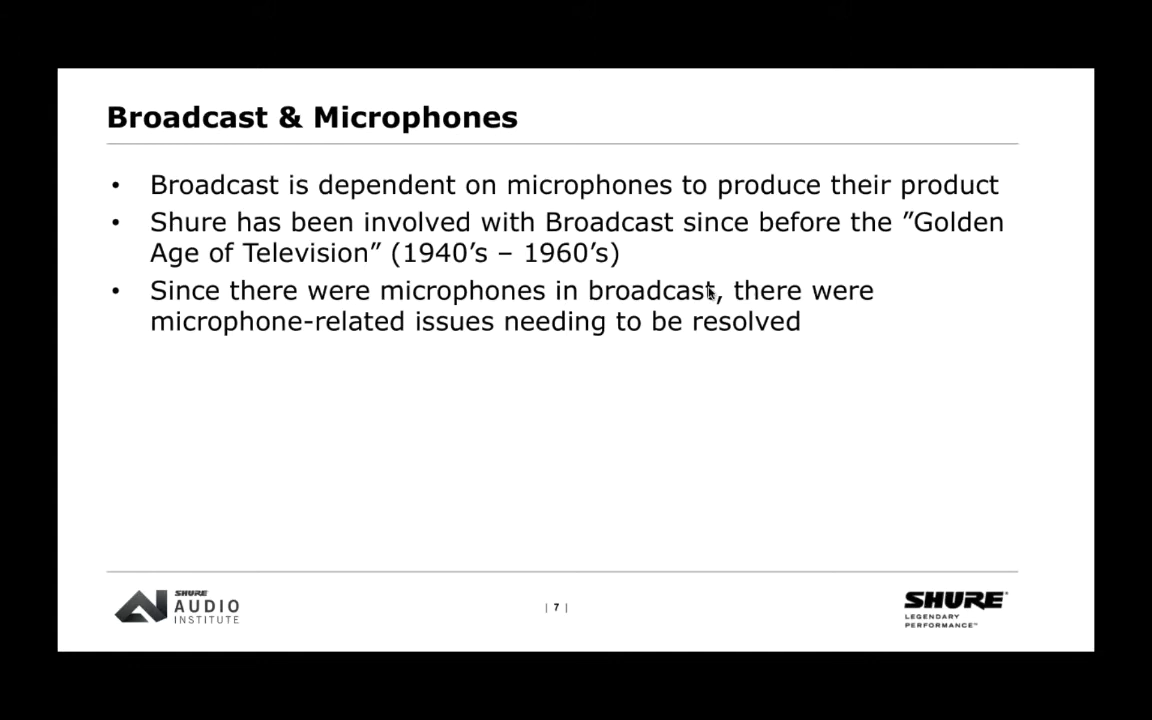 Broadcast & Microphones
• Broadcast is dependent on microphones to produce their product
• Shure has been involved with Broadcast since before the ”Golden
Age of Television” (1940’s – 1960’s)
• Since there were microphones in broadcast, there were
microphone-related issues needing to be resolved
SHURE
AUDIO
INSTITUTE
| 7 |
SHURE®
LEGENDARY
PERFORMANCE™